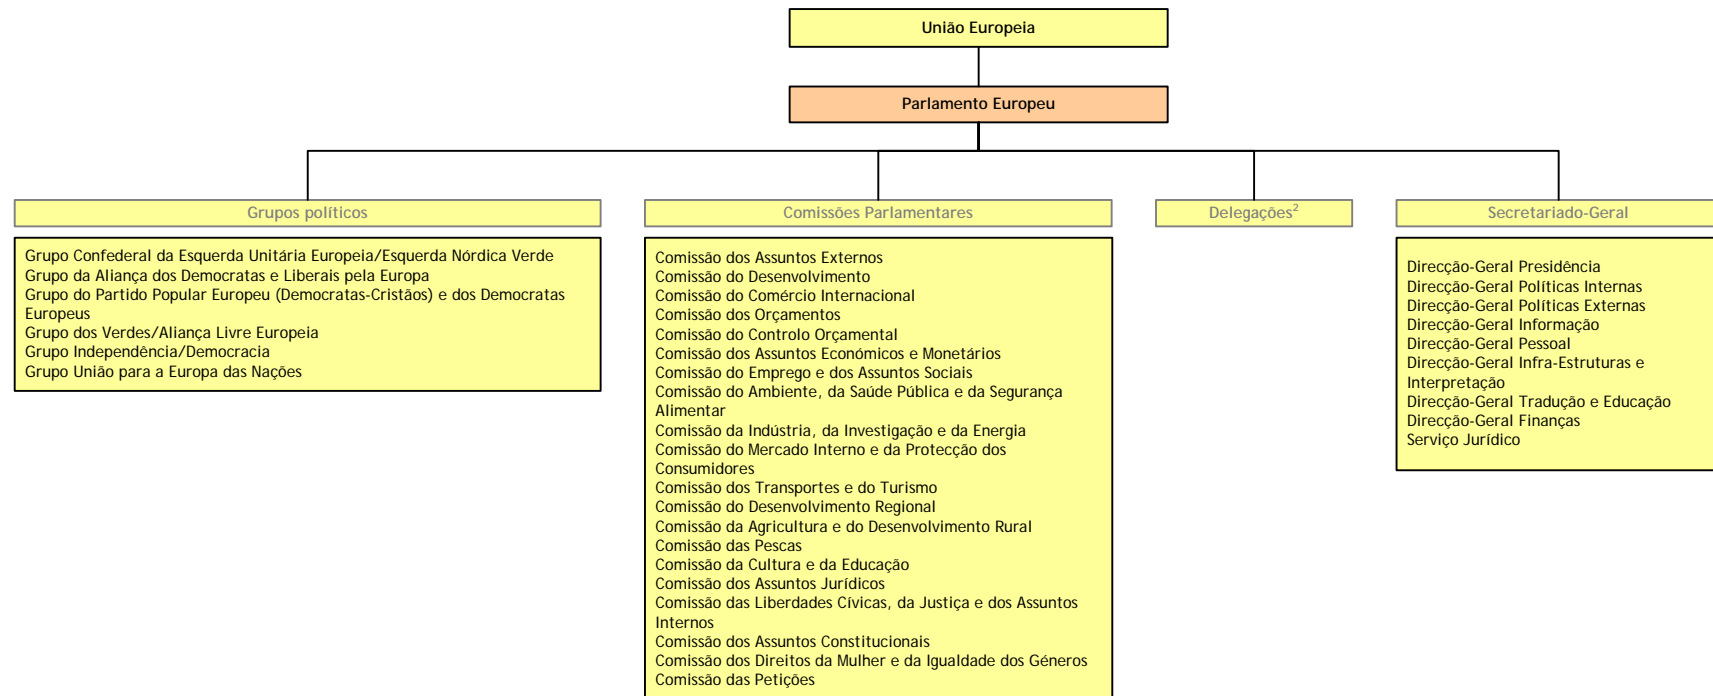 União Europeia
Parlamento Europeu
Grupos políticos
Grupo Confederal da Esquerda Unitária Europeia/Esquerda Nórdica Verde
Grupo da Aliança dos Democratas e Liberais pela Europa
Grupo do Partido Popular Europeu (Democratas-Cristãos) e dos Democratas
Europeus
Grupo dos Verdes/Aliança Livre Europeia
Grupo Independência/Democracia
Grupo União para a Europa das Nações
Comissões Parlamentares
Comissão dos Assuntos Externos
Comissão do Desenvolvimento
Comissão do Comércio Internacional
Comissão dos Orçamentos
Comissão do Controlo Orçamental
Comissão dos Assuntos Económicos e Monetários
Comissão do Emprego e dos Assuntos Sociais
Comissão do Ambiente, da Saúde Pública e da Segurança
Alimentar
Comissão da Indústria, da Investigação e da Energia
Comissão do Mercado Interno e da Protecção dos
Consumidores
Comissão dos Transportes e do Turismo
Comissão do Desenvolvimento Regional
Comissão da Agricultura e do Desenvolvimento Rural
Comissão das Pescas
Comissão da Cultura e da Educação
Comissão dos Assuntos Jurídicos
Comissão das Liberdades Cívicas, da Justiça e dos Assuntos
Internos
Comissão dos Assuntos Constitucionais
Comissão dos Direitos da Mulher e da Igualdade dos Géneros
Comissão das Petições
Delegações²
Secretariado-Geral
Direcção-Geral Presidência
Direcção-Geral Políticas Internas
Direcção-Geral Políticas Externas
Direcção-Geral Informação
Direcção-Geral Pessoal
Direcção-Geral Infra-Estruturas e
Interpretação
Direcção-Geral Tradução e Educação
Direcção-Geral Finanças
Serviço Jurídico